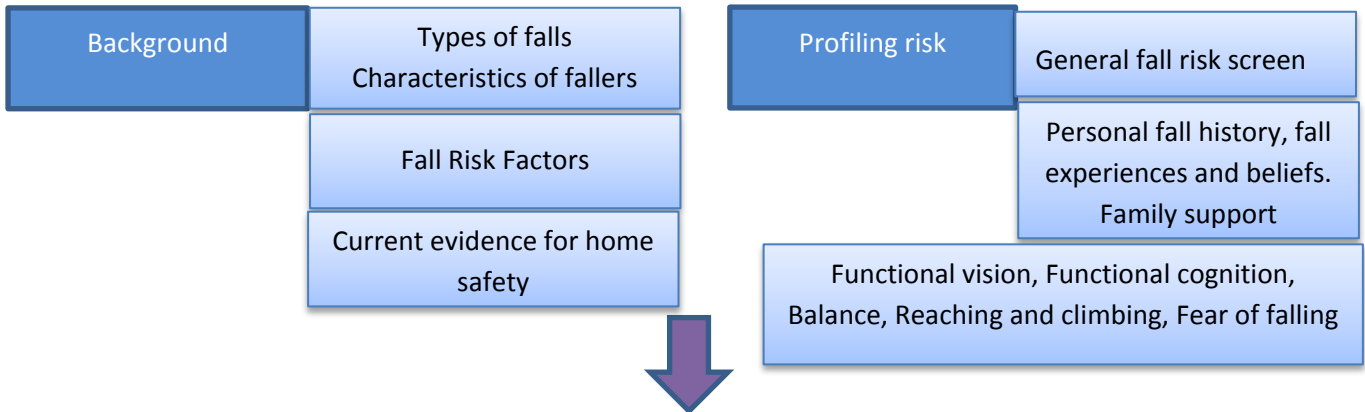 Background
Types of falls
Characteristics of fallers
Fall Risk Factors
Current evidence for home
safety
Profiling risk
General fall risk screen
Personal fall history, fall
experiences and beliefs.
Family support
Functional vision, Functional cognition,
Balance, Reaching and climbing, Fear of falling